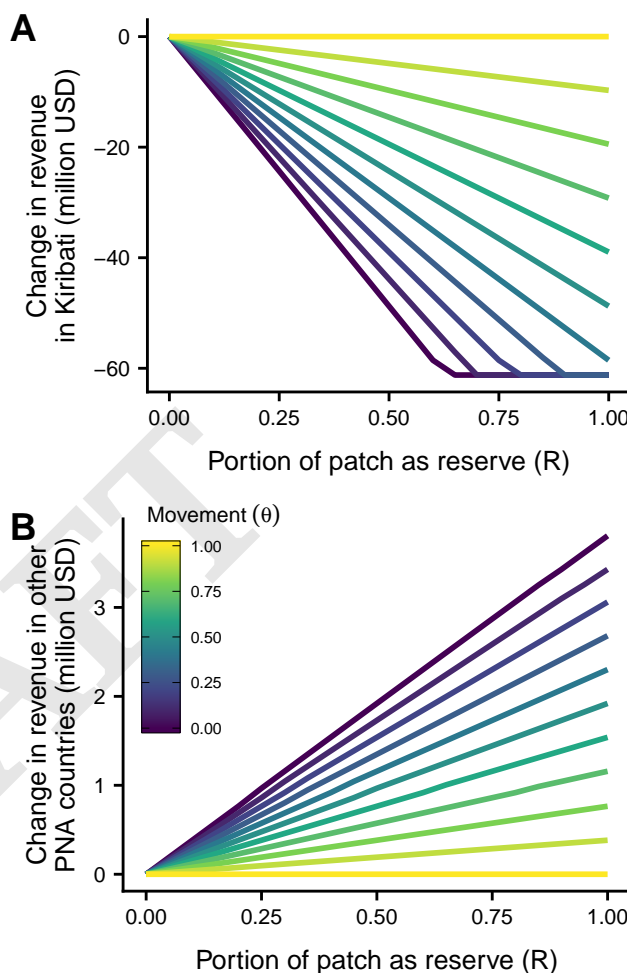 A
Change in revenue
in Kiribati (million USD)
0
−20
−40
−60
0.00 0.25 0.50 0.75 1.00
Portion of patch as reserve (R)
B
Change in revenue in other
PNA countries (million USD)
Movement (θ)
1.00
0.75
0.50
0.25
0.00
3
2
1
0
0.00 0.25 0.50 0.75 1.00
Portion of patch as reserve (R)
AFT